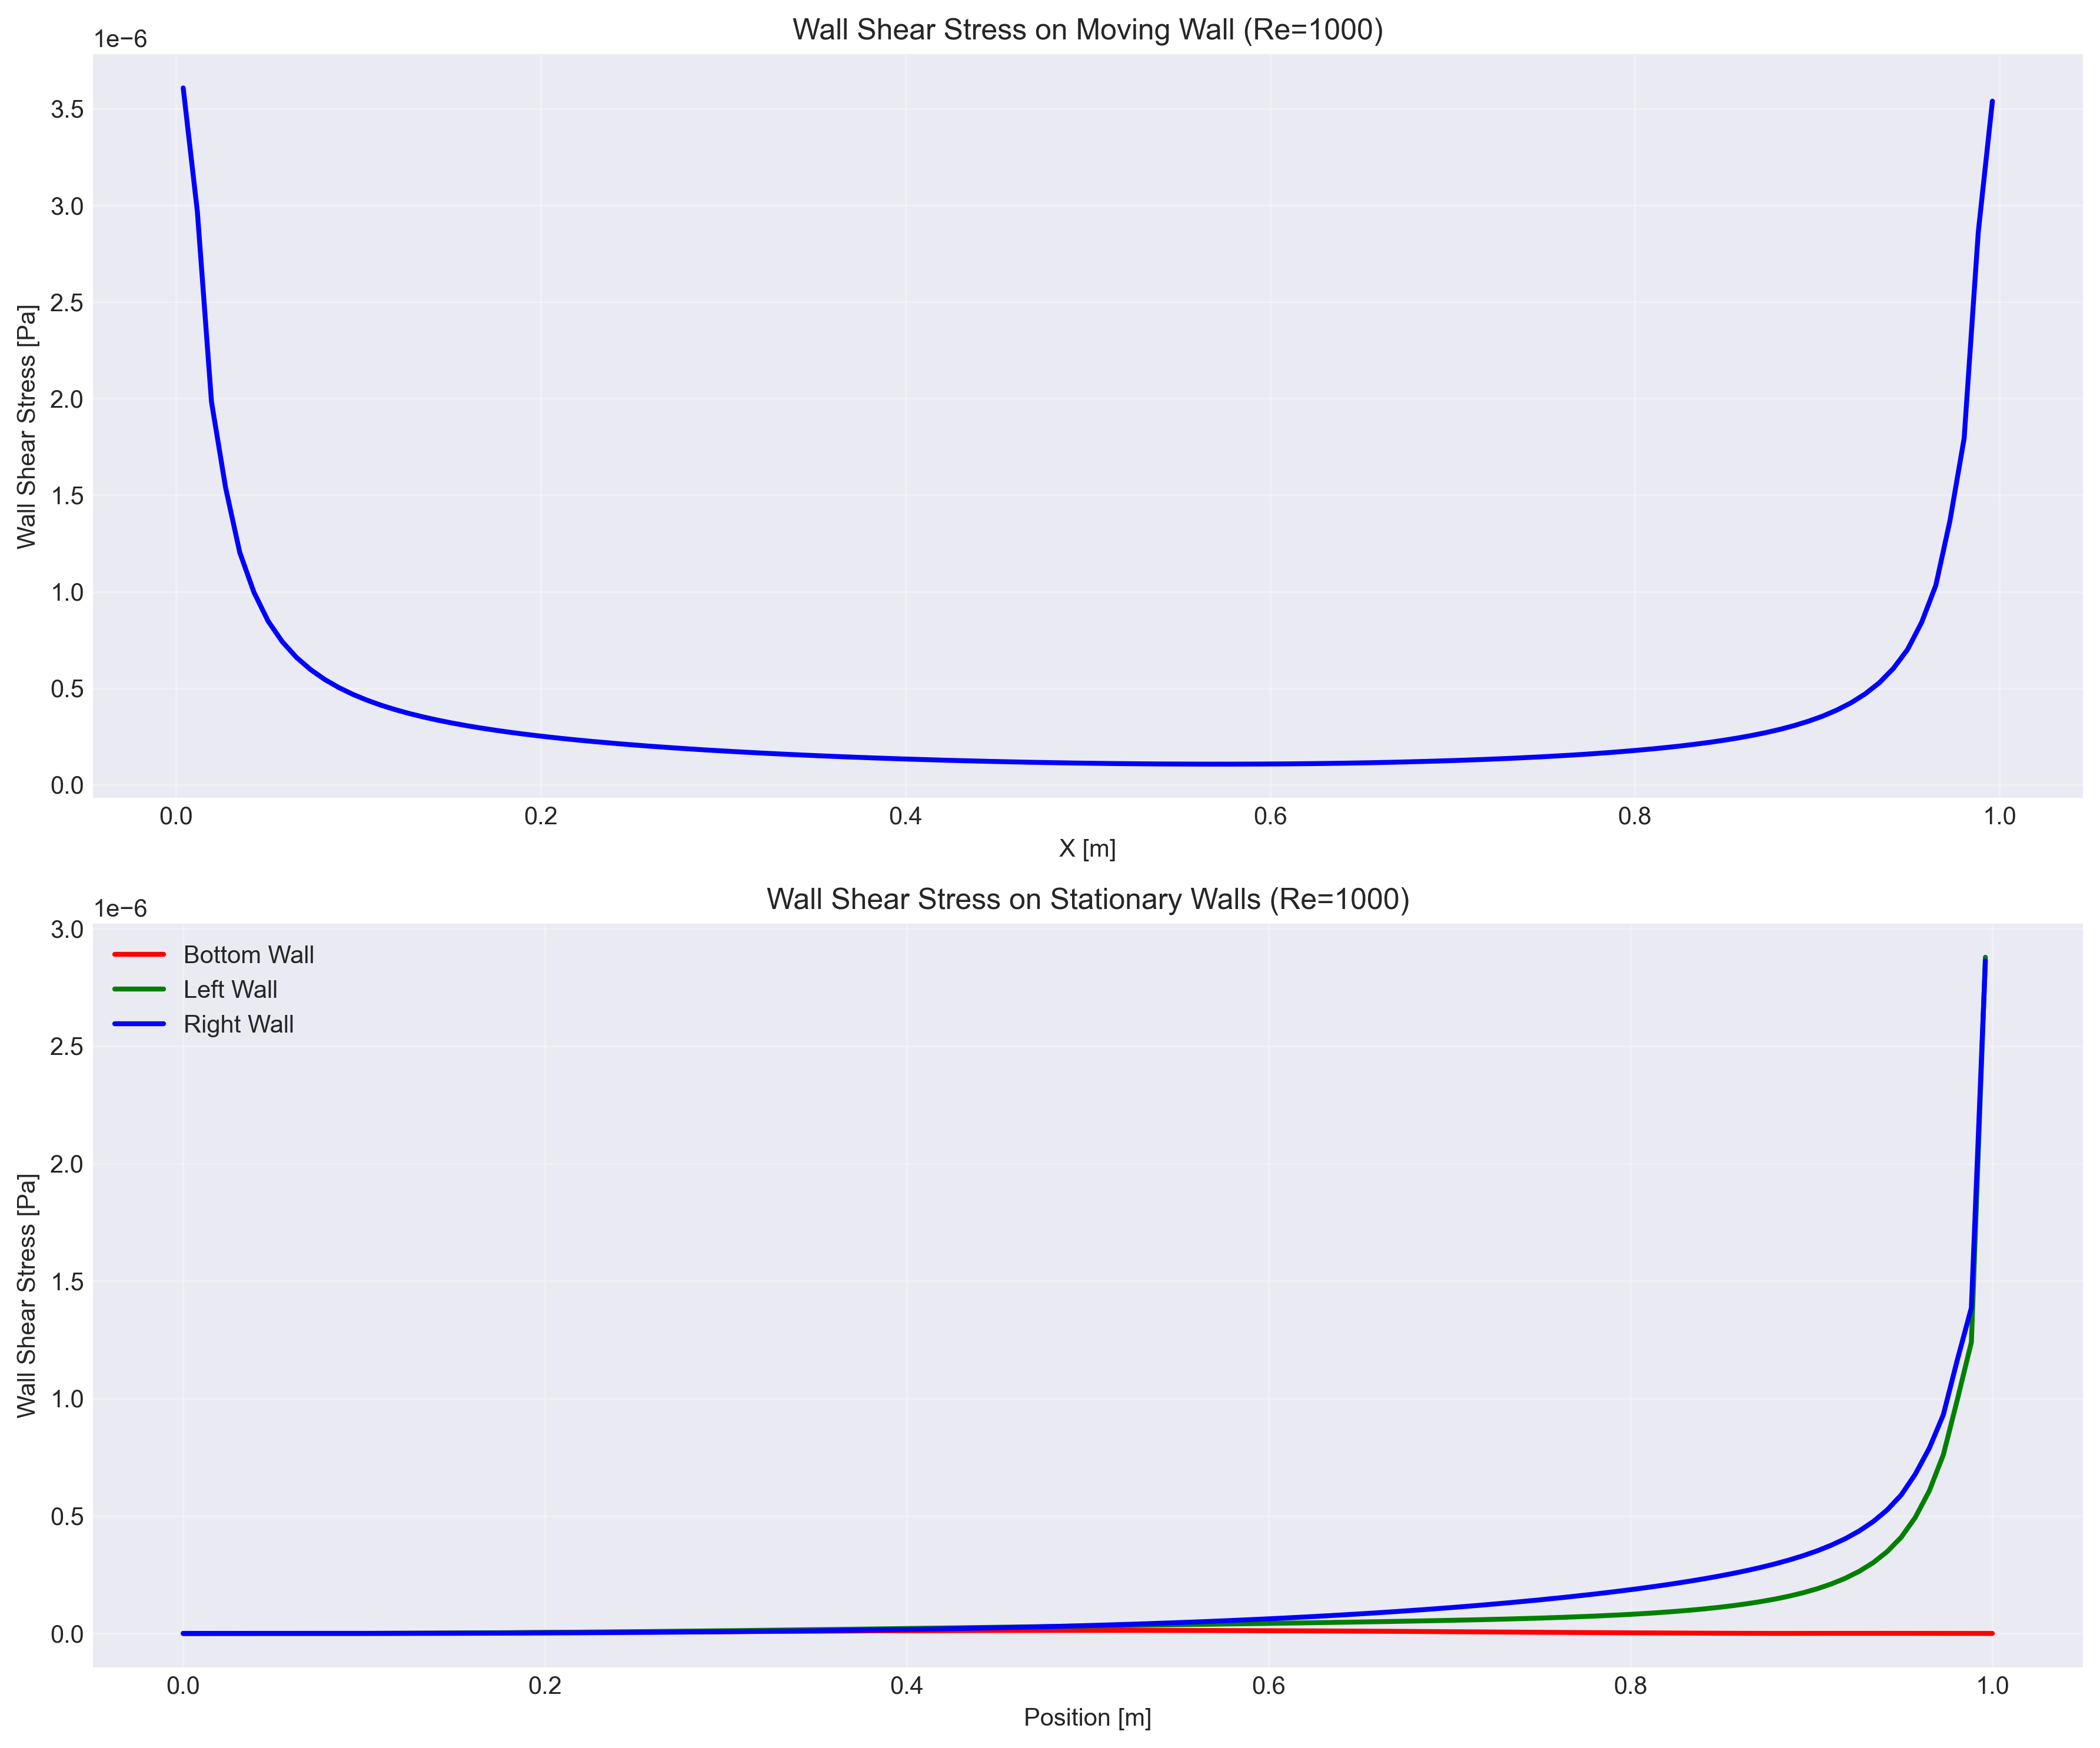 Wall Shear Stress on Moving Wall (Re=1000)
1e−6
3.5
3.0
2.5
2.0
1.5
1.0
0.5
0.0
Wall Shear Stress [Pa]
0.0 0.2 0.4 0.6 0.8 1.0
X [m]
Wall Shear Stress on Stationary Walls (Re=1000)
1e−6
3.0
2.5
2.0
1.5
1.0
0.5
0.0
Wall Shear Stress [Pa]
Bottom Wall
Left Wall
Right Wall
0.0 0.2 0.4 0.6 0.8 1.0
Position [m]